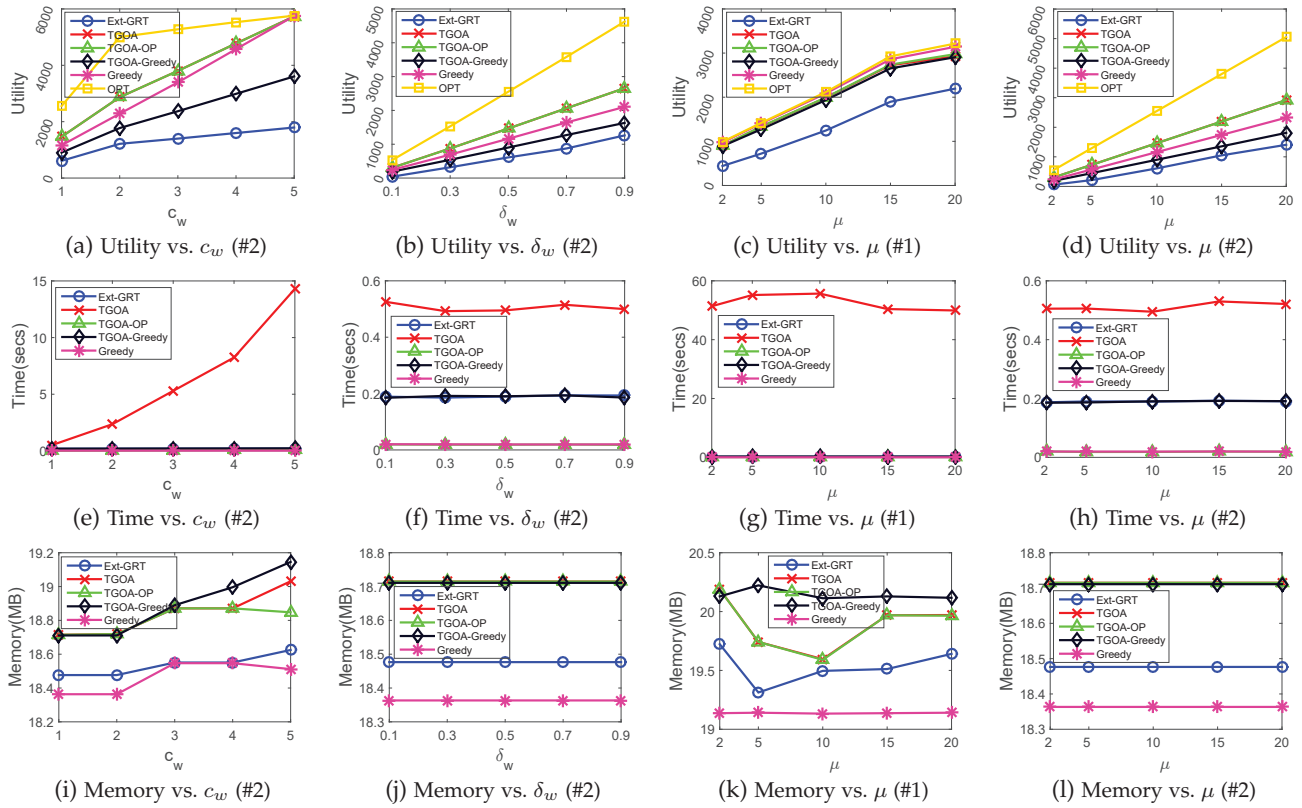 6000
4000
2000
0
Utility
1 2 3 4 5
c_w
Ext-GRT
TGOA
TGOA-OP
TGOA-Greedy
Greedy
OPT
(a) Utility vs. c_w (#2)
5000
4000
3000
2000
1000
0
Utility
0.1 0.3 0.5 0.7 0.9
δ_w
Ext-GRT
TGOA
TGOA-OP
TGOA-Greedy
Greedy
OPT
(b) Utility vs. δ_w (#2)
4000
3000
2000
1000
0
Utility
2 5 10 15 20
μ
Ext-GRT
TGOA
TGOA-OP
TGOA-Greedy
Greedy
OPT
(c) Utility vs. μ (#1)
6000
5000
4000
3000
2000
1000
0
Utility
2 5 10 15 20
μ
Ext-GRT
TGOA
TGOA-OP
TGOA-Greedy
Greedy
OPT
(d) Utility vs. μ (#2)
15
10
5
0
Time(secs)
1 2 3 4 5
c_w
Ext-GRT
TGOA
TGOA-OP
TGOA-Greedy
Greedy
(e) Time vs. c_w (#2)
0.6
0.4
0.2
0
Time(secs)
0.1 0.3 0.5 0.7 0.9
δ_w
Ext-GRT
TGOA
TGOA-OP
TGOA-Greedy
Greedy
(f) Time vs. δ_w (#2)
60
40
20
0
Time(secs)
2 5 10 15 20
μ
Ext-GRT
TGOA
TGOA-OP
TGOA-Greedy
Greedy
(g) Time vs. μ (#1)
0.6
0.4
0.2
0
Time(secs)
2 5 10 15 20
μ
Ext-GRT
TGOA
TGOA-OP
TGOA-Greedy
Greedy
(h) Time vs. μ (#2)
19.2
19
18.8
18.6
18.4
18.2
Memory(MB)
1 2 3 4 5
c_w
Ext-GRT
TGOA
TGOA-OP
TGOA-Greedy
Greedy
(i) Memory vs. c_w (#2)
18.8
18.7
18.6
18.5
18.4
18.3
Memory(MB)
0.1 0.3 0.5 0.7 0.9
δ_w
Ext-GRT
TGOA
TGOA-OP
TGOA-Greedy
Greedy
(j) Memory vs. δ_w (#2)
20.5
20
19.5
19
Memory(MB)
2 5 10 15 20
μ
Ext-GRT
TGOA
TGOA-OP
TGOA-Greedy
Greedy
(k) Memory vs. μ (#1)
18.8
18.7
18.6
18.5
18.4
18.3
Memory(MB)
2 5 10 15 20
μ
Ext-GRT
TGOA
TGOA-OP
TGOA-Greedy
Greedy
(l) Memory vs. μ (#2)